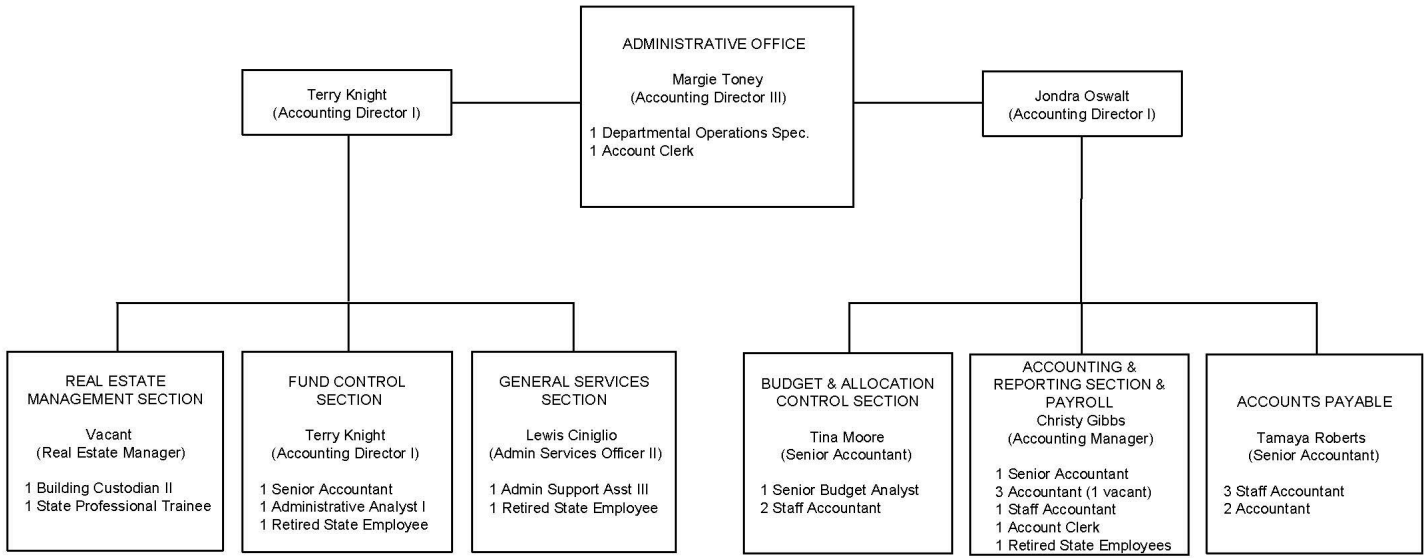 ADMINISTRATIVE OFFICE
Margie Toney
(Accounting Director III)
1 Departmental Operations Spec.
1 Account Clerk
Terry Knight
(Accounting Director I)
Jondra Oswalt
(Accounting Director I)
REAL ESTATE
MANAGEMENT SECTION
Vacant
(Real Estate Manager)
1 Building Custodian II
1 State Professional Trainee
FUND CONTROL
SECTION
Terry Knight
(Accounting Director I)
1 Senior Accountant
1 Administrative Analyst I
1 Retired State Employee
GENERAL SERVICES
SECTION
Lewis Ciniglio
(Admin Services Officer II)
1 Admin Support Asst III
1 Retired State Employee
BUDGET & ALLOCATION
CONTROL SECTION
Tina Moore
(Senior Accountant)
1 Senior Budget Analyst
2 Staff Accountant
ACCOUNTING &
REPORTING SECTION &
PAYROLL
Christy Gibbs
(Accounting Manager)
1 Senior Accountant
3 Accountant (1 vacant)
1 Staff Accountant
1 Account Clerk
1 Retired State Employees
ACCOUNTS PAYABLE
Tamaya Roberts
(Senior Accountant)
3 Staff Accountant
2 Accountant